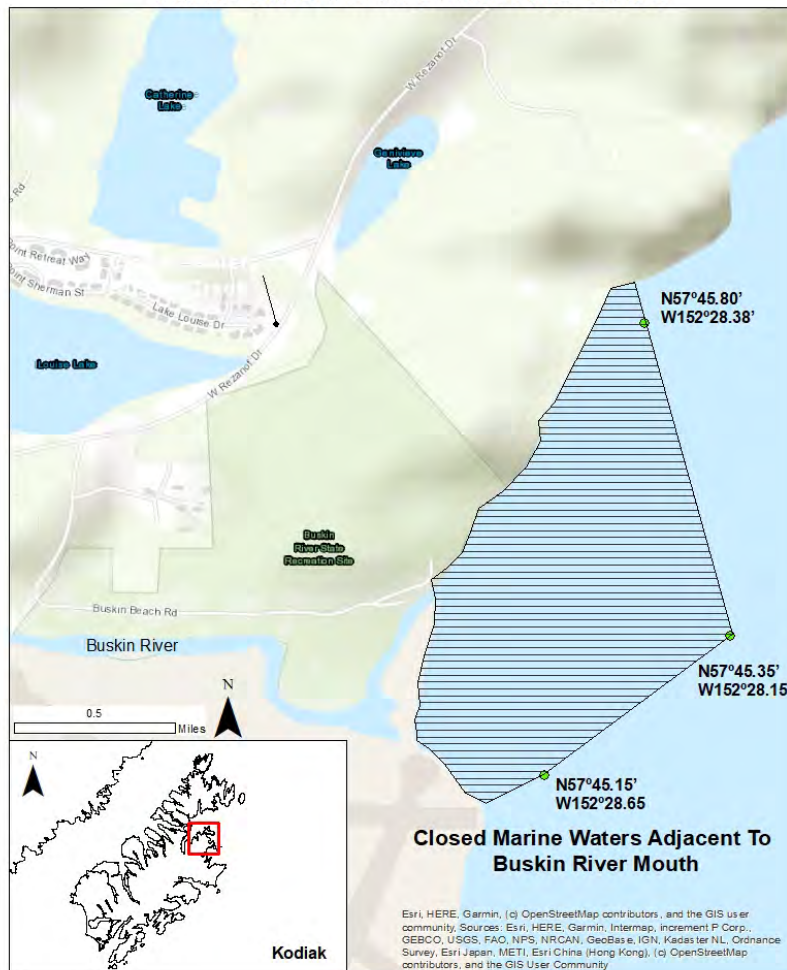 W Rezanof Dr
Catherine
Lake
Genivieve
Lake
Rd
Point Retreat Way
Point Sherman St
Lake Louise Dr
W Rezanof Dr
Louise Lake
N57º45.80'
W152º28.38'
Buskin
River State
Recreation Site
Buskin Beach Rd
Buskin River
N57º45.35'
W152º28.15'
N
0.5
Miles
N57º45.15'
W152º28.65
N
Closed Marine Waters Adjacent To
Buskin River Mouth
Kodiak
Esri, HERE, Garmin, (c) OpenStreetMap contributors, and the GIS user
community, Sources: Esri, HERE, Garmin, Intermap, increment P Corp.,
GEBCO, USGS, FAO, NPS, NRCAN, GeoBase, IGN, Kadaster NL, Ordnance
Survey, Esri Japan, METI, Esri China (Hong Kong), (c) OpenStreetMap
contributors, and the GIS User Community